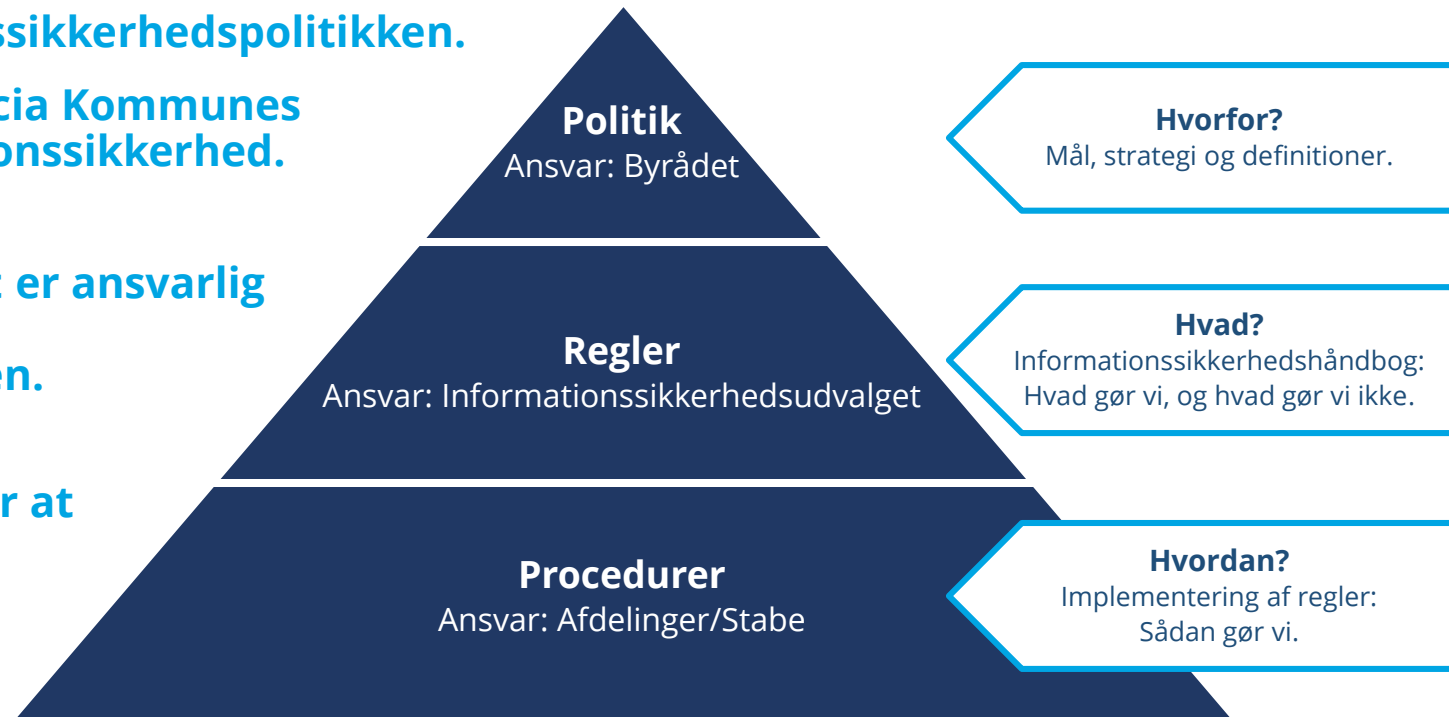 ssikkerhedspolitikken.
cia Kommunes
onssikkerhed.
er ansvarlig
en.
r at
Politik
Ansvar: Byrådet
Regler
Ansvar: Informationssikkerhedsudvalget
Procedurer
Ansvar: Afdelinger/Stabe
Hvorfor?
Mål, strategi og definitioner.
Hvad?
Informationssikkerhedshåndbog:
Hvad gør vi, og hvad gør vi ikke.
Hvordan?
Implementering af regler:
Sådan gør vi.